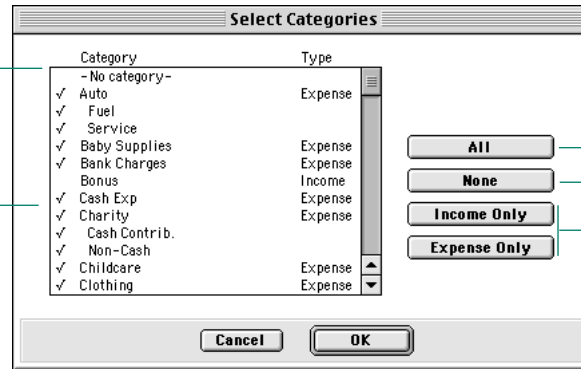 Select Categories
Category Type
- No category -
✓ Auto Expense
✓ Fuel
✓ Service
✓ Baby Supplies Expense
✓ Bank Charges Expense
Bonus Income
✓ Cash Exp Expense
✓ Charity Expense
✓ Cash Contrib.
✓ Non-Cash
✓ Childcare Expense
✓ Clothing Expense
All
None
Income Only
Expense Only
Cancel OK